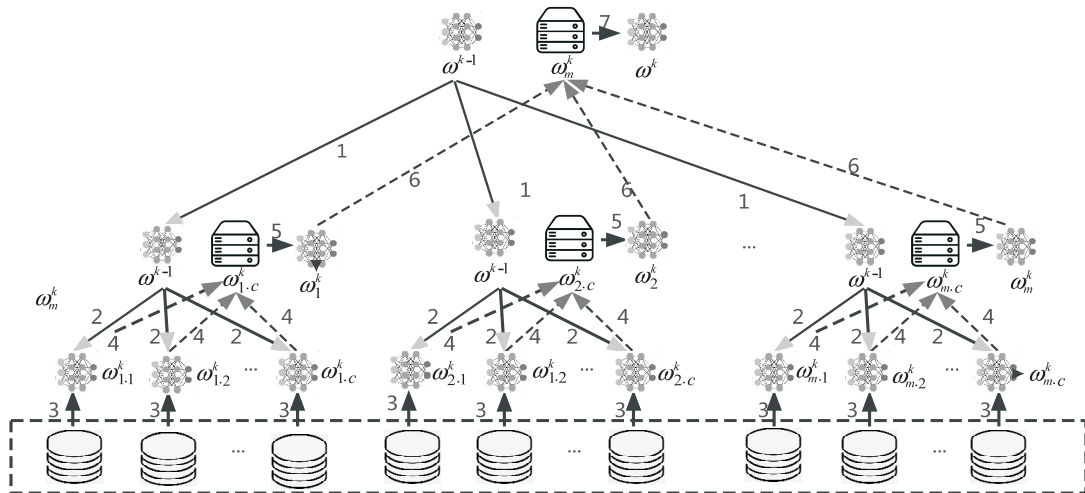 7
ω^{k-1} ω_m^k ω^k
1
6
1
6
1
6
5
5
...
5
ω^{k-1} ω_{1·c}^k ω_1^k
ω^{k-1} ω_{2·c}^k ω_2^k
ω^{k-1} ω_{m·c}^k ω_m^k
ω_m^k
2 4 2 4 2 4
2 4 2 4 2 4
2 4 2 4 2 4
ω_{1·1}^k ω_{1·2}^k ... ω_{1·c}^k
ω_{2·1}^k ω_{1·2}^k ... ω_{2·c}^k
ω_{m·1}^k ω_{m·2}^k ... ω_{m·c}^k
3 3 3 3 3 3 3 3 3
... ... ...